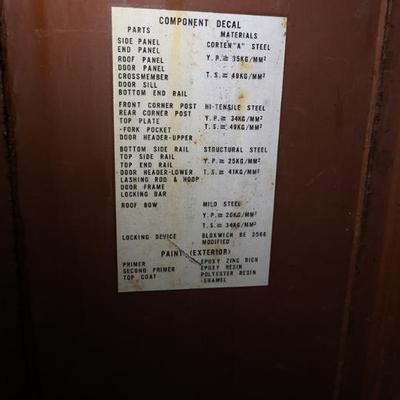 COMPONENT DECAL
PARTS MATERIALS
SIDE PANEL CORTEN "A" STEEL
END PANEL
ROOF PANEL Y.P.≧35KG/MM²
DOOR PANEL
CROSSMEMBER T.S.≧49KG/MM²
DOOR SILL
BOTTOM END RAIL
FRONT CORNER POST HI-TENSILE STEEL
REAR CORNER POST
TOP PLATE Y.P.≧34KG/MM²
FORK POCKET T.S.≧49KG/MM²
DOOR HEADER-UPPER
BOTTOM SIDE RAIL STRUCTURAL STEEL
TOP SIDE RAIL
TOP END RAIL Y.P.≧25KG/MM²
DOOR HEADER-LOWER T.S.≧41KG/MM²
LASHING ROD & HOOP
DOOR FRAME
LOCKING BAR
ROOF BOW MILD STEEL
Y.P.≧20KG/MM²
T.S.≧34KG/MM²
LOCKING DEVICE BLOXWICH BE 2566
MODIFIED
PAINT (EXTERIOR)
PRIMER EPOXY ZINC RICH
SECOND PRIMER EPOXY RESIN
TOP COAT POLYESTER RESIN
ENAMEL